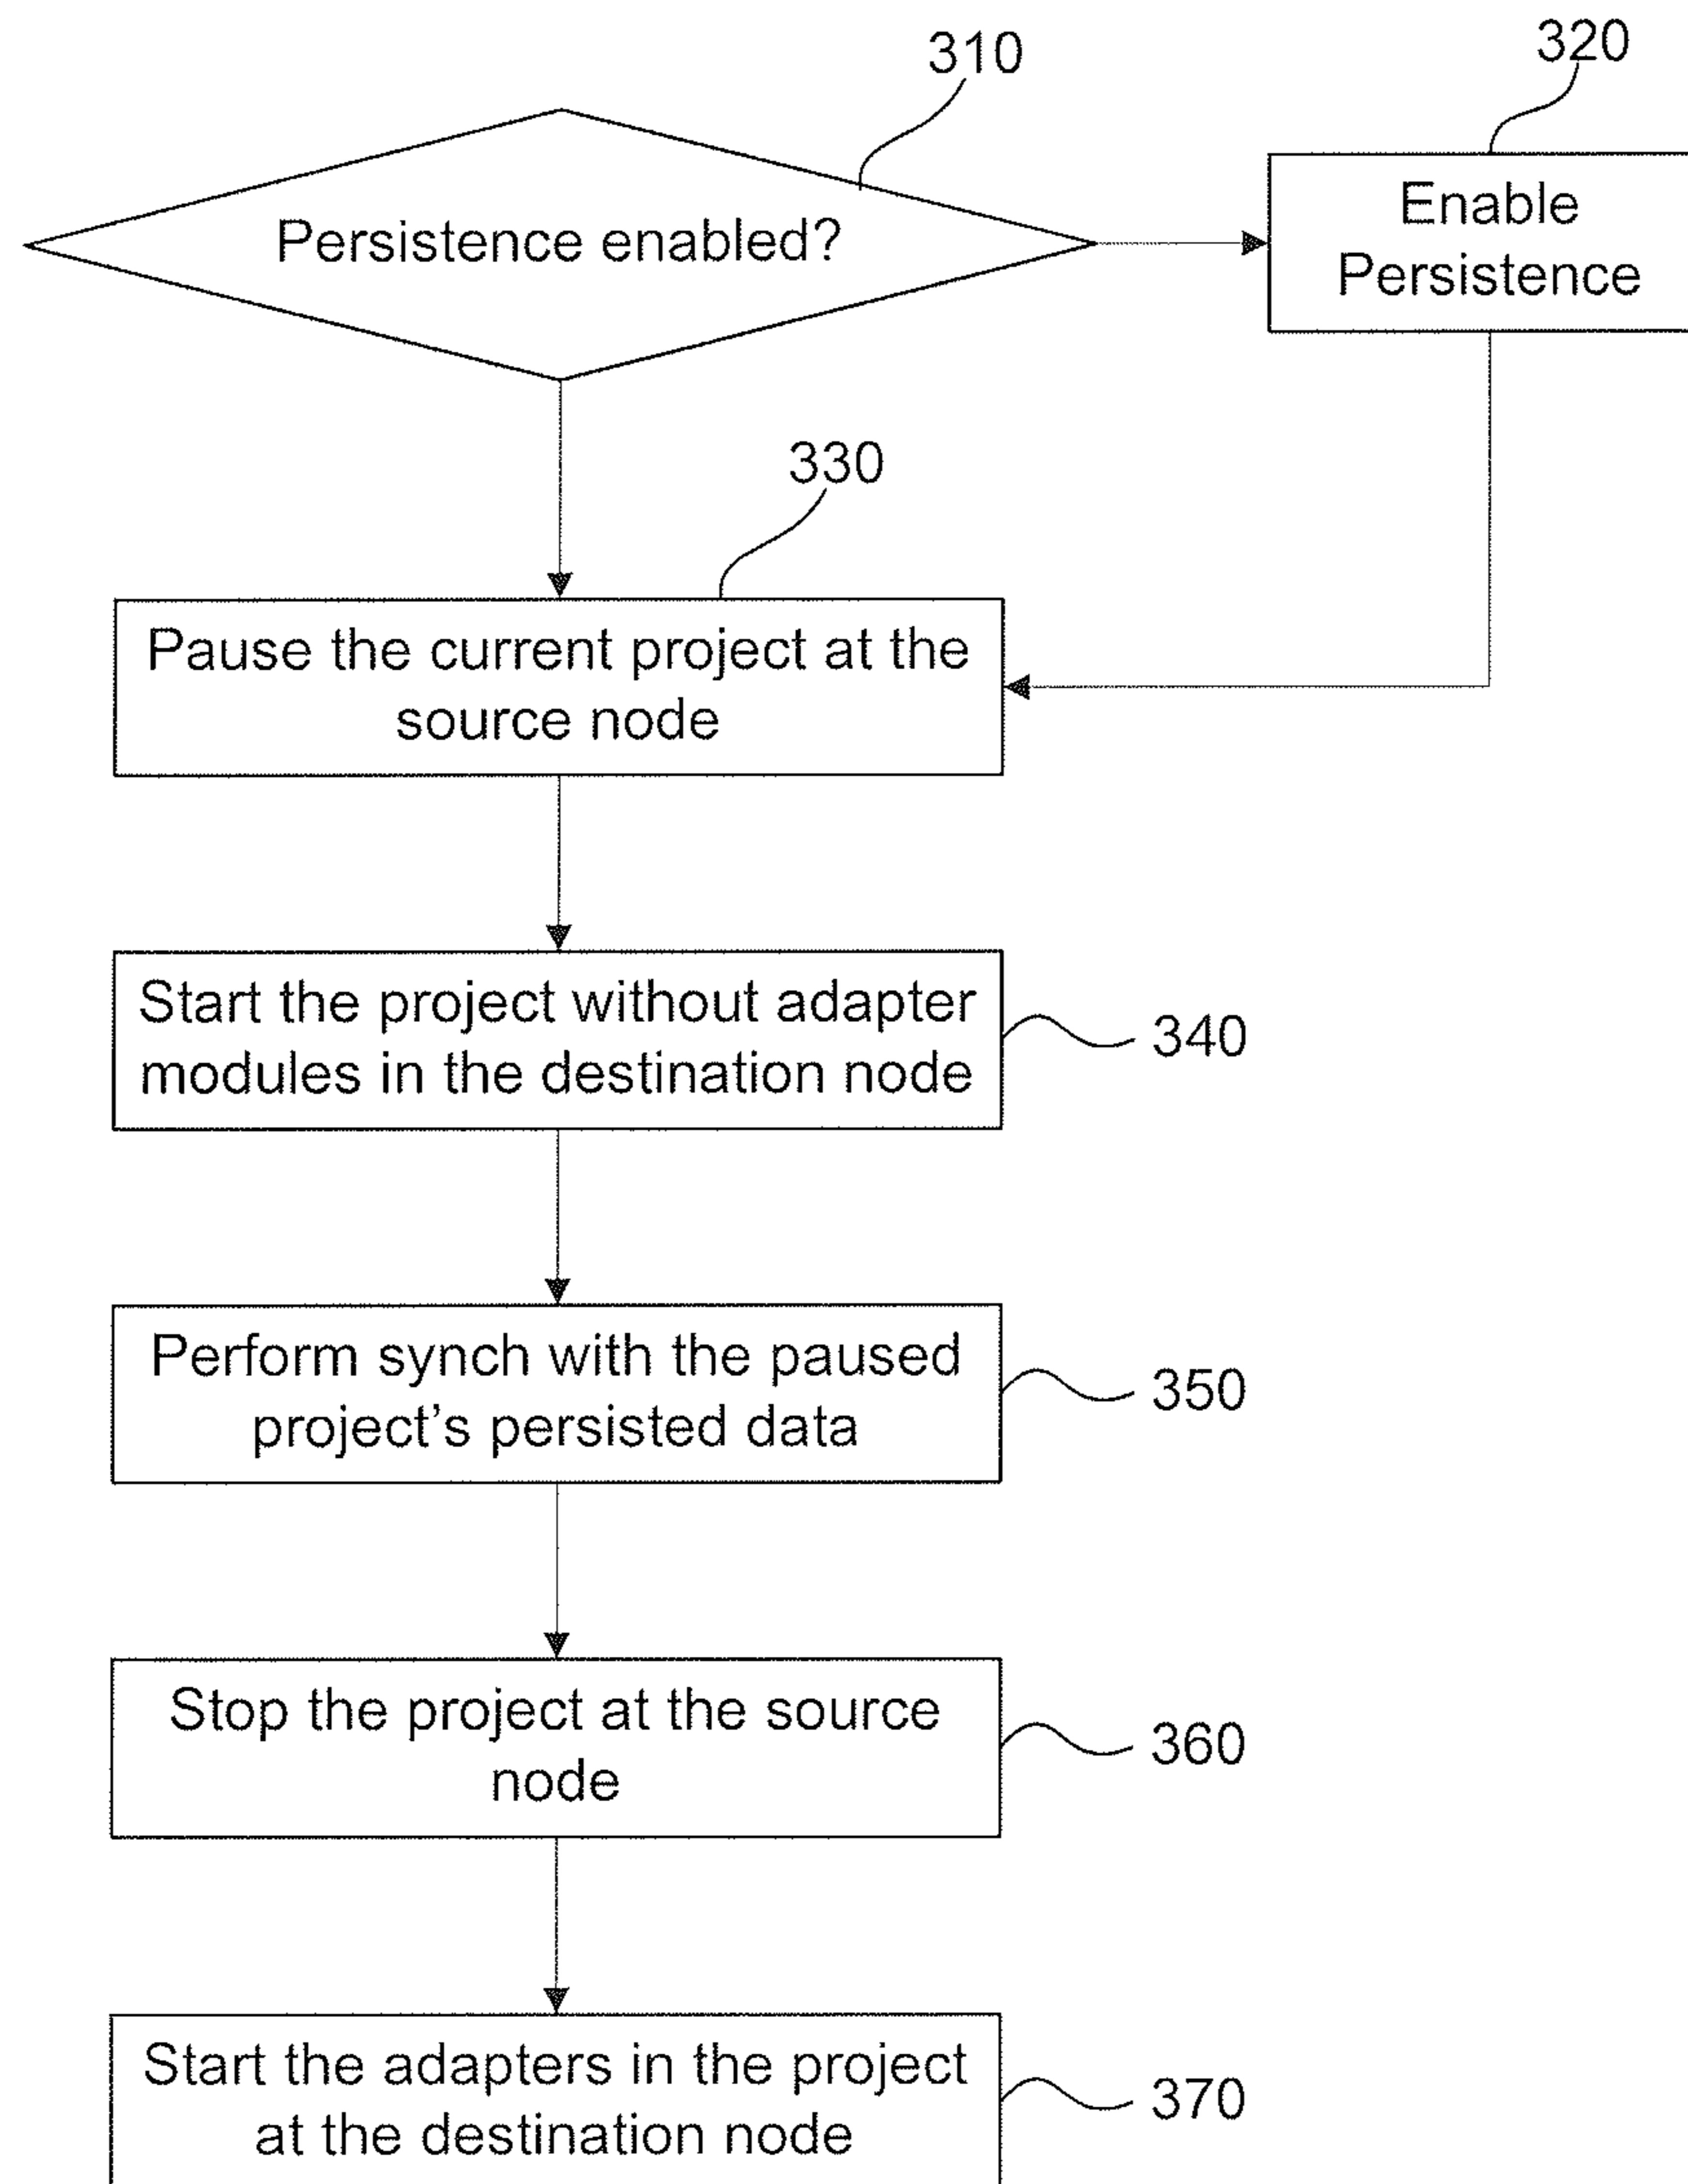 310
320
Persistence enabled?
Enable
Persistence
330
Pause the current project at the
source node
Start the project without adapter
modules in the destination node
340
Perform synch with the paused
project's persisted data
350
Stop the project at the source
node
360
Start the adapters in the project
at the destination node
370